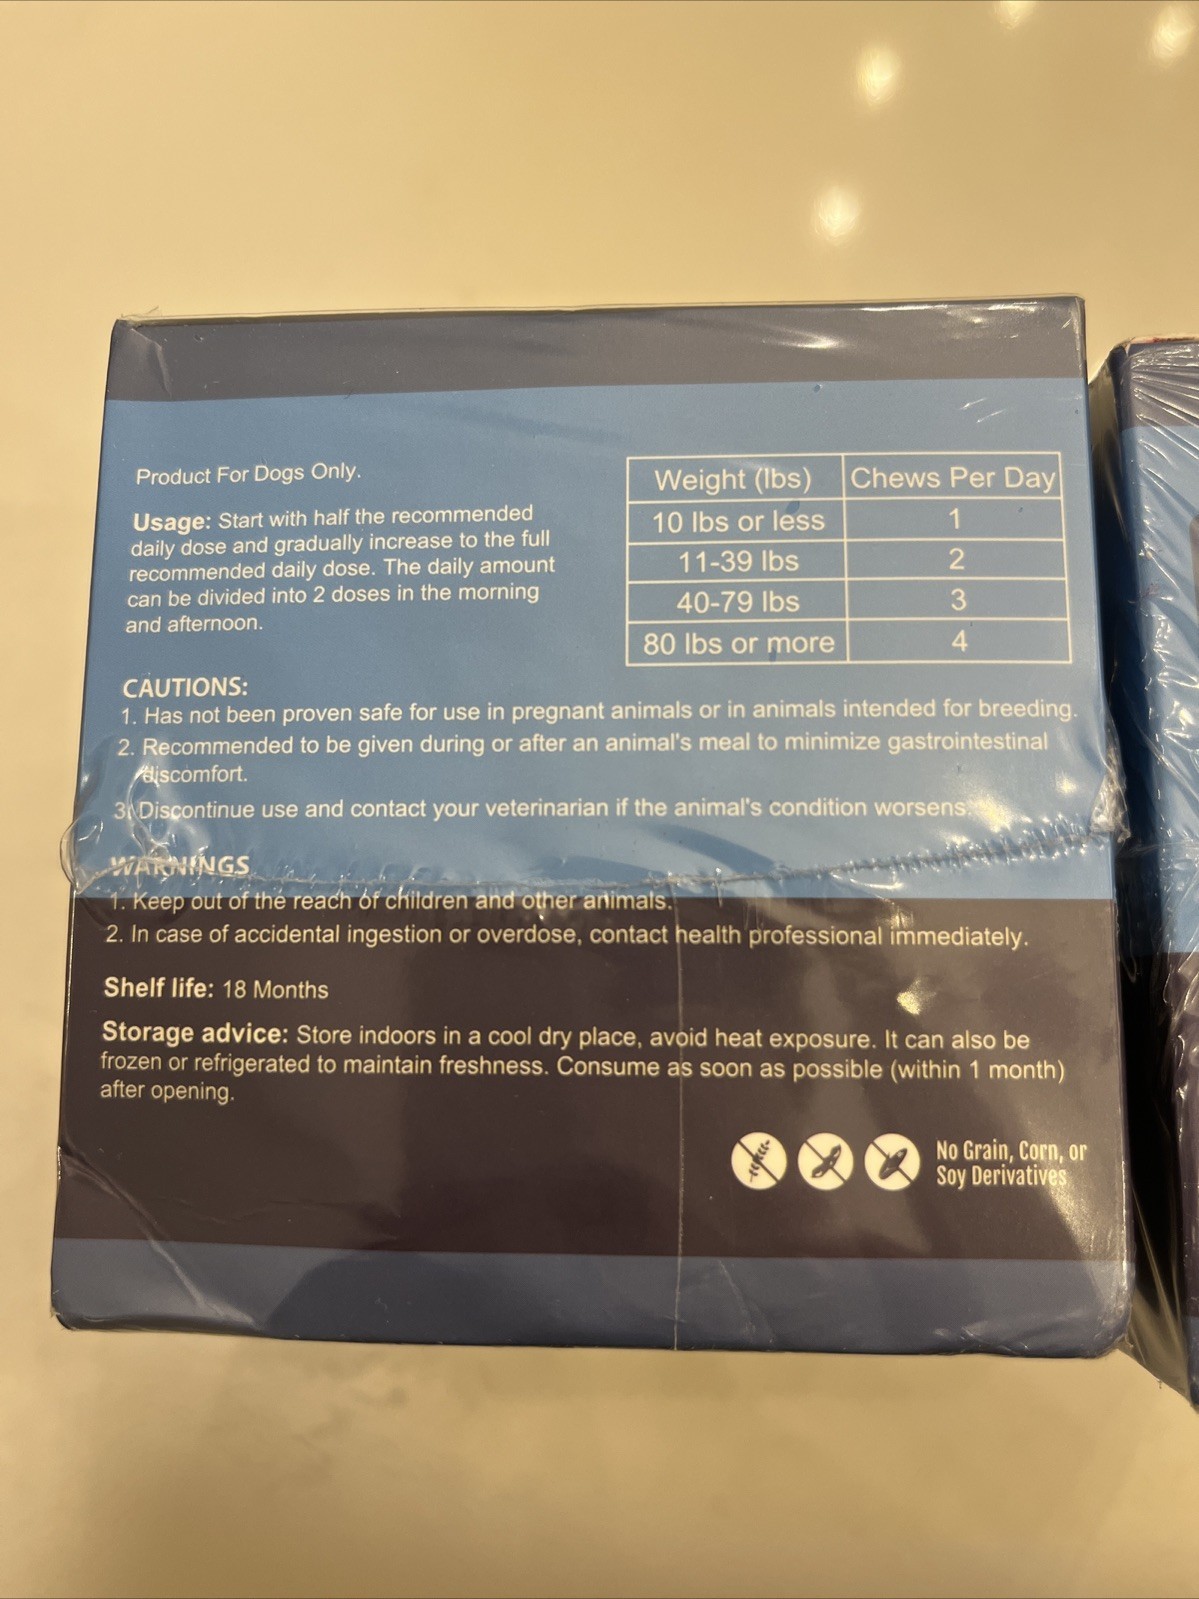 Product For Dogs Only.
Usage: Start with half the recommended
daily dose and gradually increase to the full
recommended daily dose. The daily amount
can be divided into 2 doses in the morning
and afternoon.
Weight (lbs) Chews Per Day
10 lbs or less 1
11-39 lbs 2
40-79 lbs 3
80 lbs or more 4
CAUTIONS:
1. Has not been proven safe for use in pregnant animals or in animals intended for breeding.
2. Recommended to be given during or after an animal's meal to minimize gastrointestinal
discomfort.
3. Discontinue use and contact your veterinarian if the animal's condition worsens.
WARNINGS
1. Keep out of the reach of children and other animals.
2. In case of accidental ingestion or overdose, contact health professional immediately.
Shelf life: 18 Months
Storage advice: Store indoors in a cool dry place, avoid heat exposure. It can also be
frozen or refrigerated to maintain freshness. Consume as soon as possible (within 1 month)
after opening.
No Grain, Corn, or
Soy Derivatives